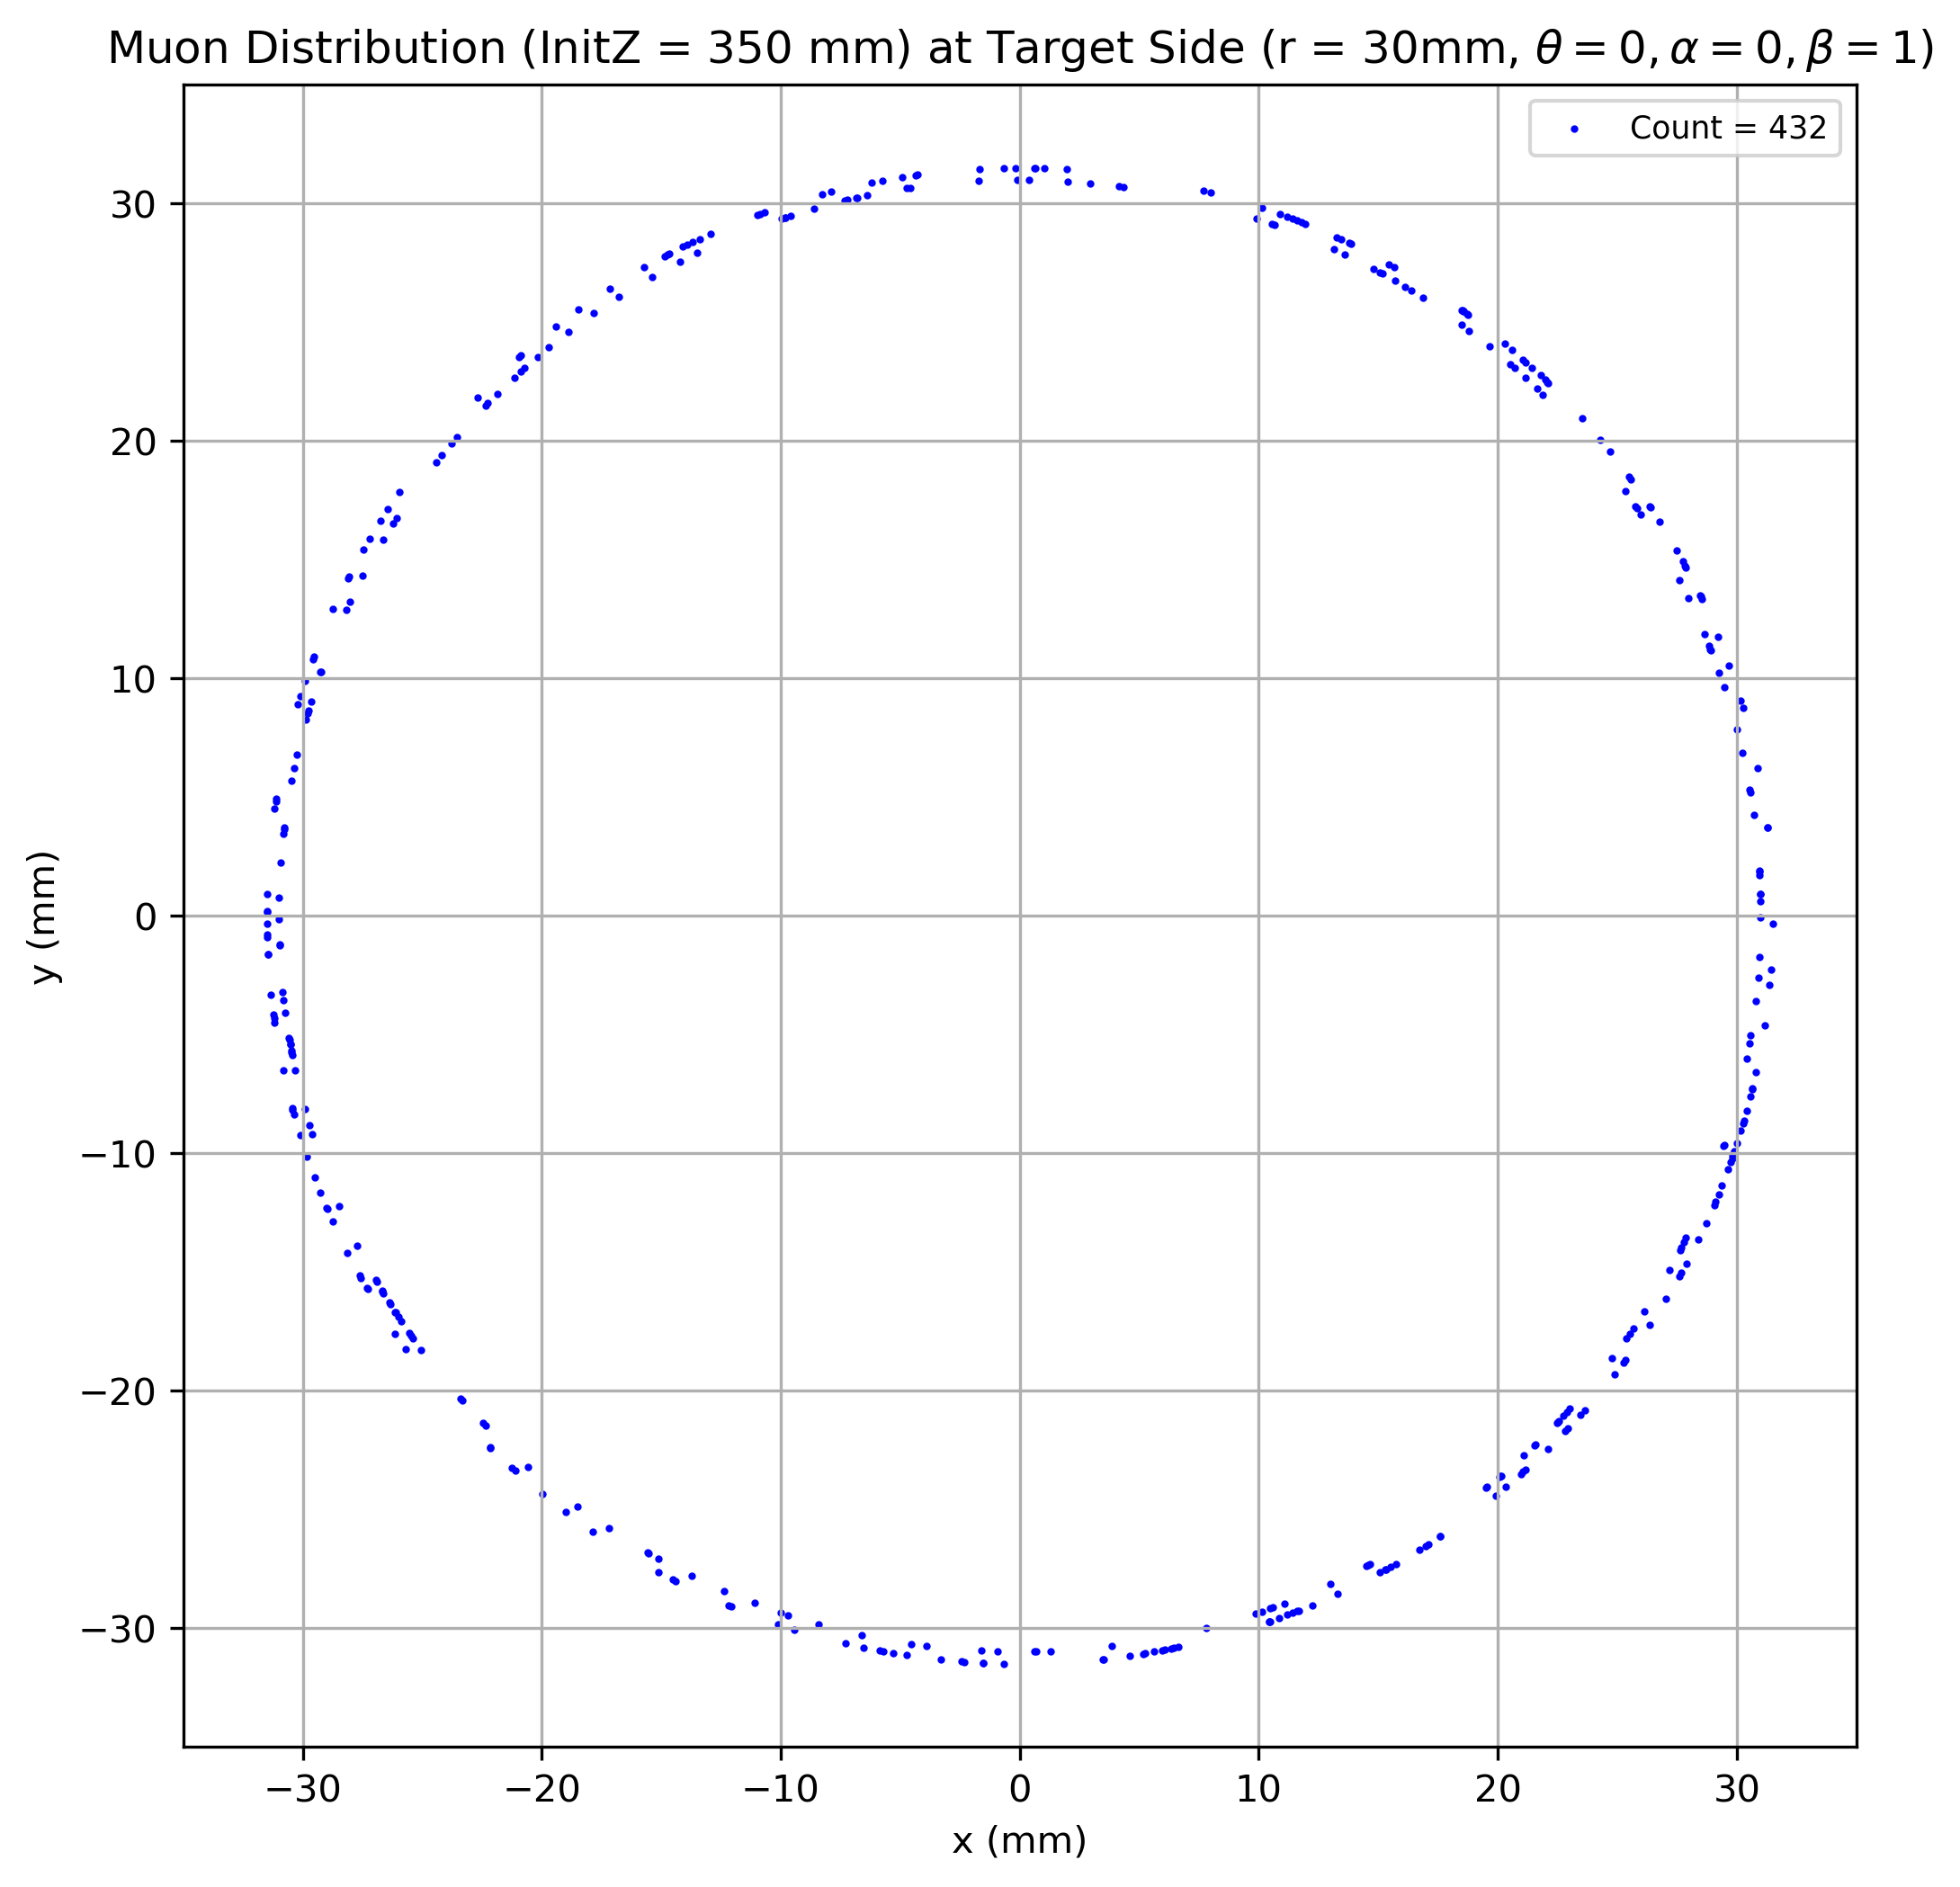 Muon Distribution (InitZ = 350 mm) at Target Side (r = 30mm, θ = 0, α = 0, β = 1)
Count = 432
30
20
10
0
−10
−20
−30
y (mm)
−30 −20 −10 0 10 20 30
x (mm)